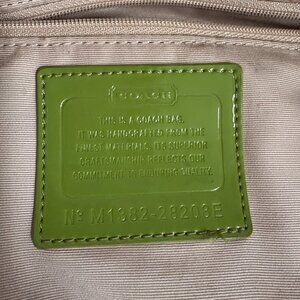 COACH
THIS IS A COACH BAG.
IT WAS HANDCRAFTED FROM THE
FINEST MATERIALS. ITS SUPERIOR
CRAFTSMANSHIP REFLECTS OUR
COMMITMENT TO ENDURING QUALITY.
Nº M1382-28203E